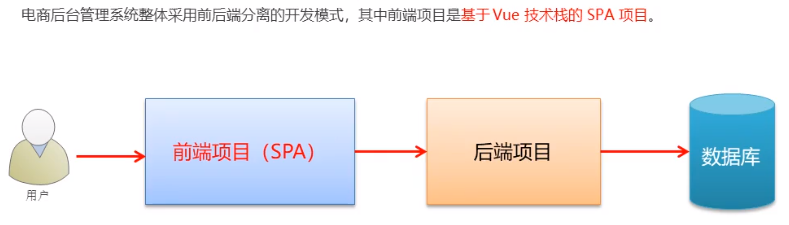 电商后台管理系统整体采用前后端分离的开发模式，其中前端项目是基于 Vue 技术栈的 SPA 项目。
前端项目（SPA）
后端项目
数据库
用户